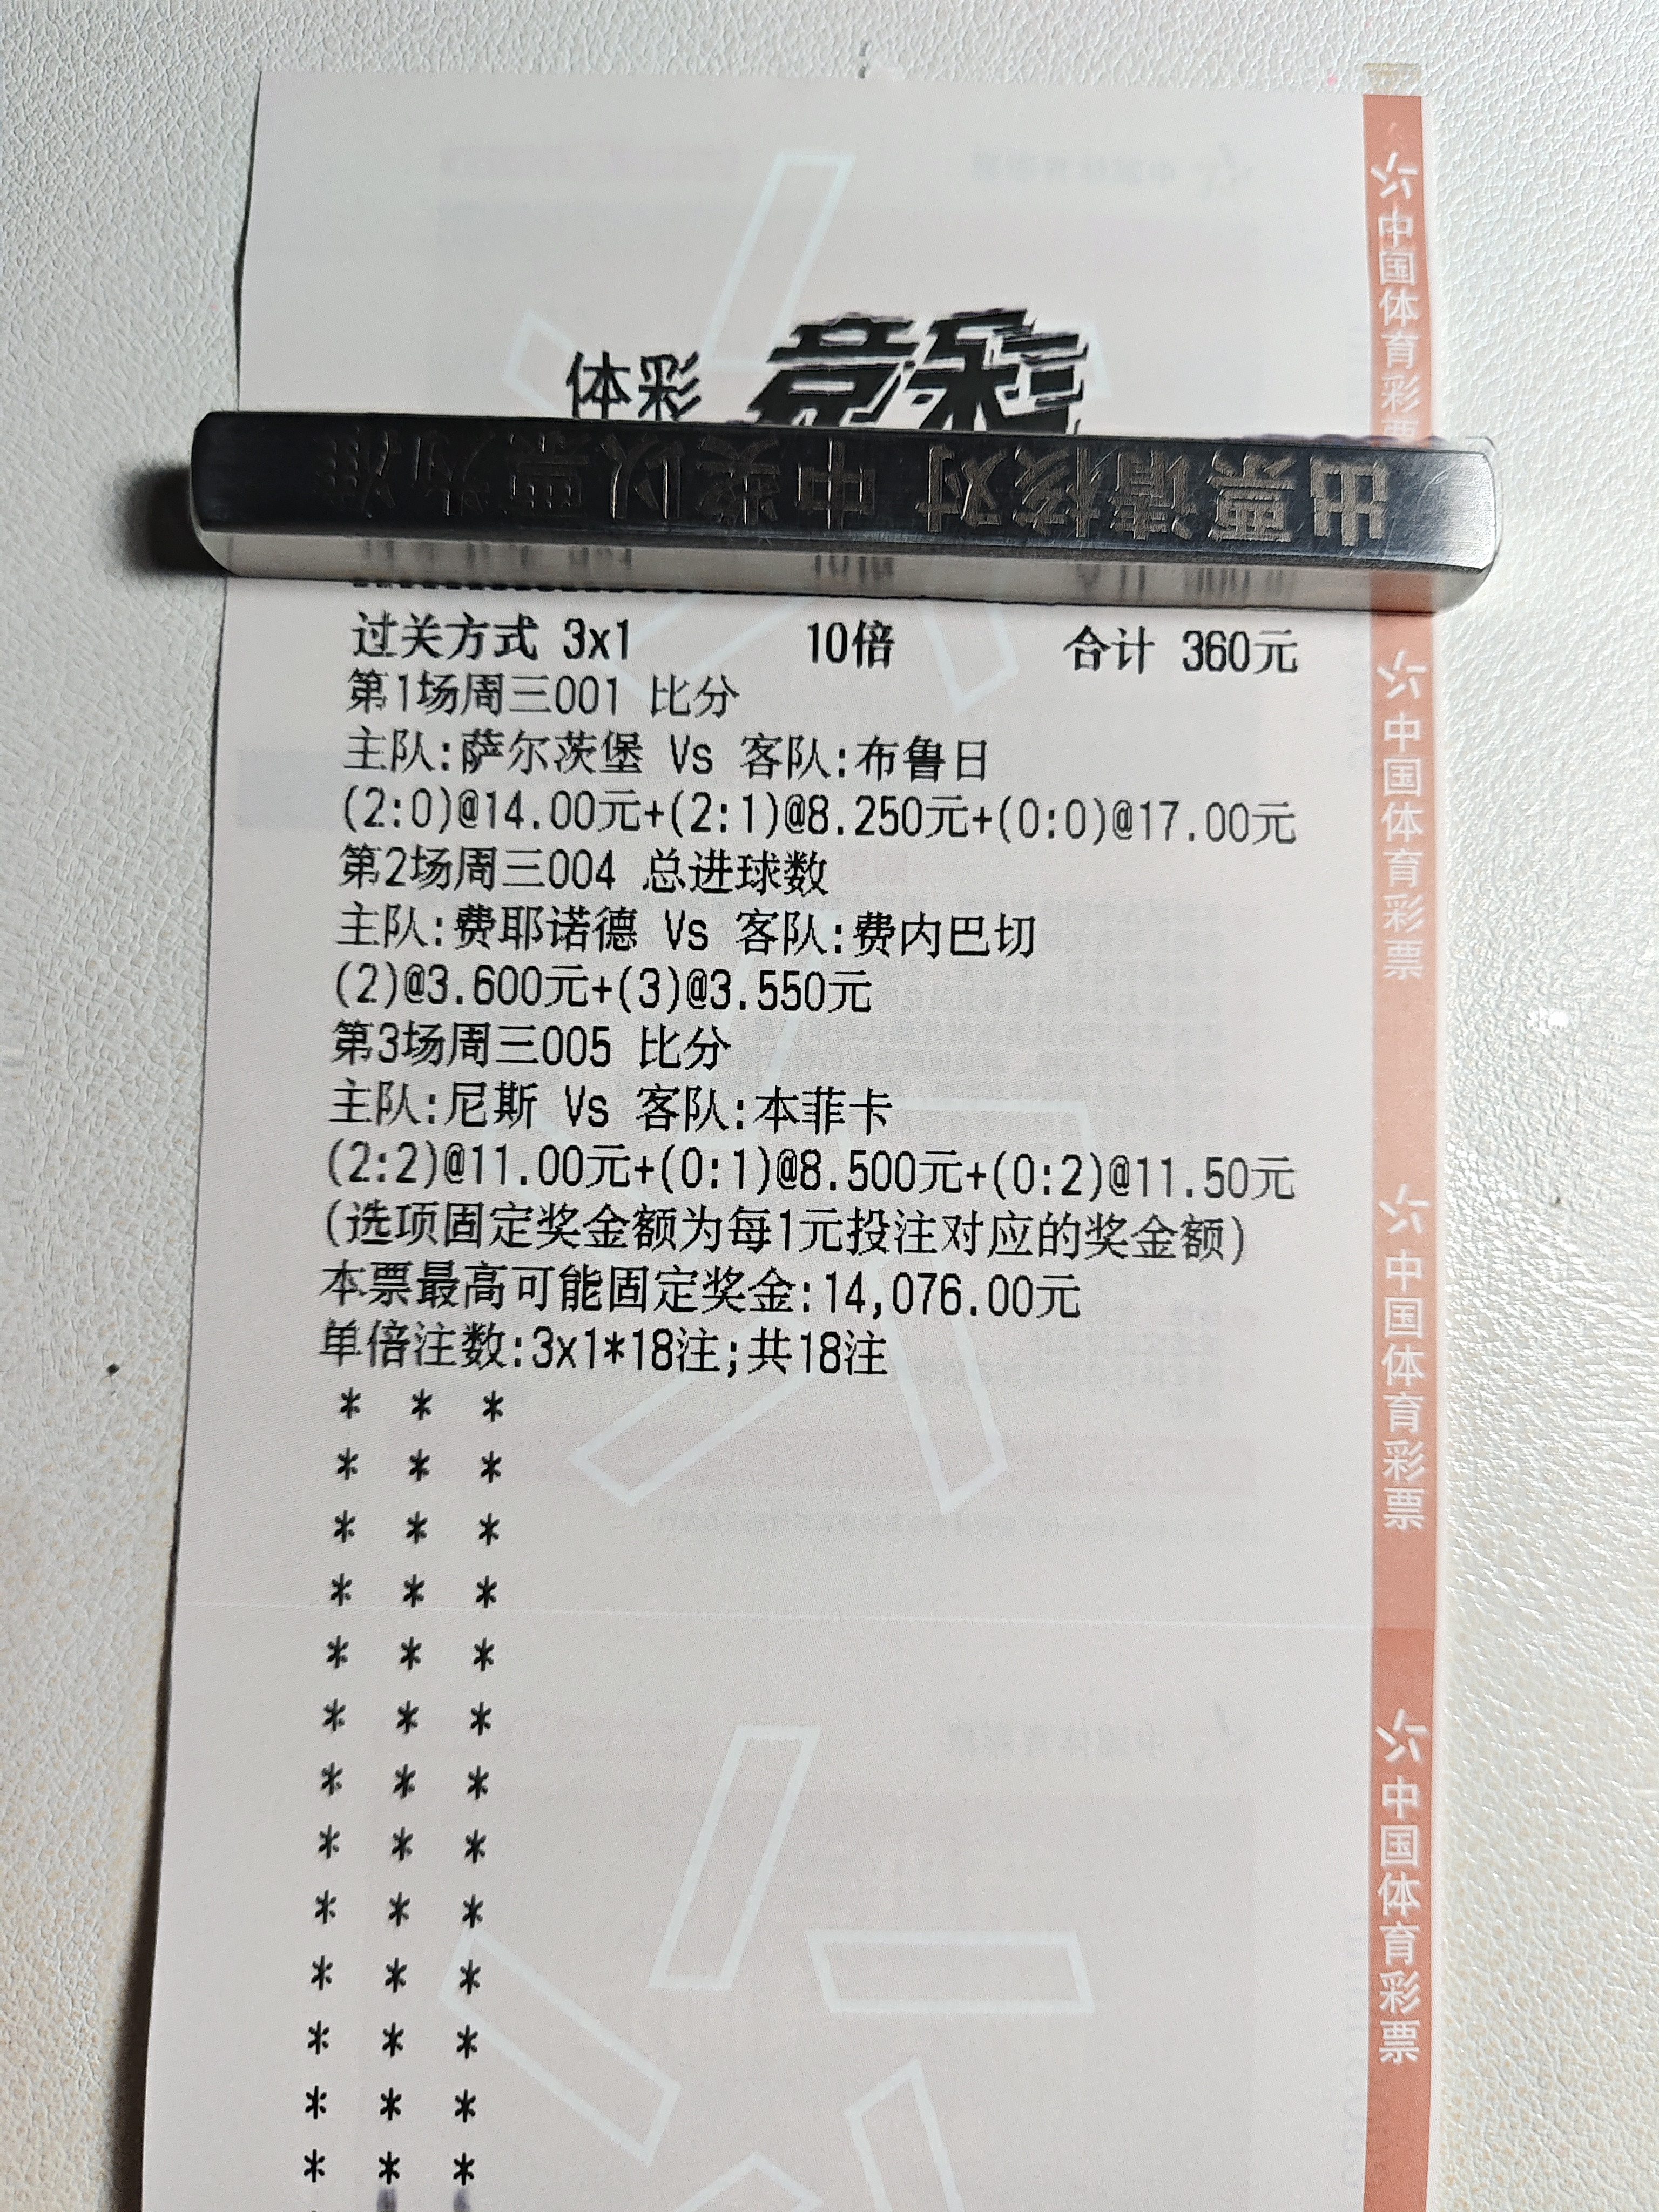 体彩 竞彩
出票请核对 中奖以票为准
过关方式 3x1 10倍 合计 360元
第1场周三001 比分
主队:萨尔茨堡 Vs 客队:布鲁日
(2:0)@14.00元+(2:1)@8.250元+(0:0)@17.00元
第2场周三004 总进球数
主队:费耶诺德 Vs 客队:费内巴切
(2)@3.600元+(3)@3.550元
第3场周三005 比分
主队:尼斯 Vs 客队:本菲卡
(2:2)@11.00元+(0:1)@8.500元+(0:2)@11.50元
(选项固定奖金额为每1元投注对应的奖金额)
本票最高可能固定奖金:14,076.00元
单倍注数:3x1*18注;共18注
* * *
* * *
* * *
* * *
* * *
* * *
* * *
* * *
* * *
* * *
* * *
* * *
* * *
中国体育彩票
中国体育彩票
中国体育彩票
中国体育彩票